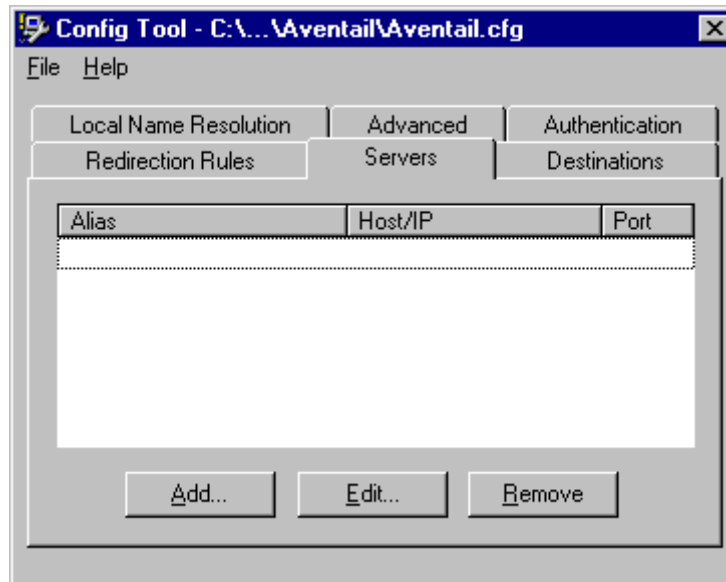 Config Tool - C:\...\Aventail\Aventail.cfg
File Help
Local Name Resolution Advanced Authentication
Redirection Rules Servers Destinations
Alias Host/IP Port
Add... Edit... Remove